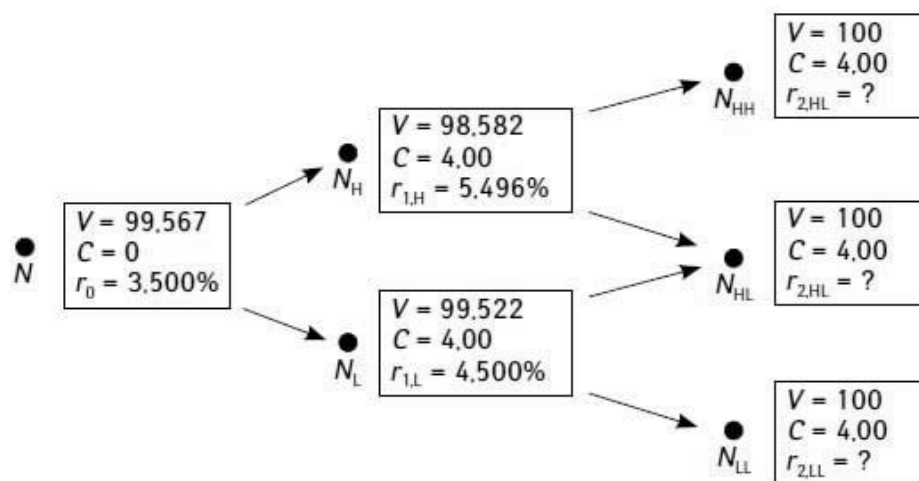 N
V = 99,567
C = 0
r0 = 3,500%
NH
V = 98,582
C = 4,00
r1,H = 5,496%
NL
V = 99,522
C = 4,00
r1,L = 4,500%
NHH
V = 100
C = 4,00
r2,HL = ?
NHL
V = 100
C = 4,00
r2,HL = ?
NLL
V = 100
C = 4,00
r2,LL = ?